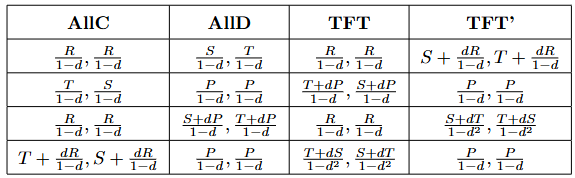 AllC AllD TFT TFT'
$\frac{R}{1-d}, \frac{R}{1-d}$ $\frac{S}{1-d}, \frac{T}{1-d}$ $\frac{R}{1-d}, \frac{R}{1-d}$ $S + \frac{dR}{1-d}, T + \frac{dR}{1-d}$
$\frac{T}{1-d}, \frac{S}{1-d}$ $\frac{P}{1-d}, \frac{P}{1-d}$ $\frac{T+dP}{1-d}, \frac{S+dP}{1-d}$ $\frac{P}{1-d}, \frac{P}{1-d}$
$\frac{R}{1-d}, \frac{R}{1-d}$ $\frac{S+dP}{1-d}, \frac{T+dP}{1-d}$ $\frac{R}{1-d}, \frac{R}{1-d}$ $\frac{S+dT}{1-d^2}, \frac{T+dS}{1-d^2}$
$T + \frac{dR}{1-d}, S + \frac{dR}{1-d}$ $\frac{P}{1-d}, \frac{P}{1-d}$ $\frac{T+dS}{1-d^2}, \frac{S+dT}{1-d^2}$ $\frac{P}{1-d}, \frac{P}{1-d}$